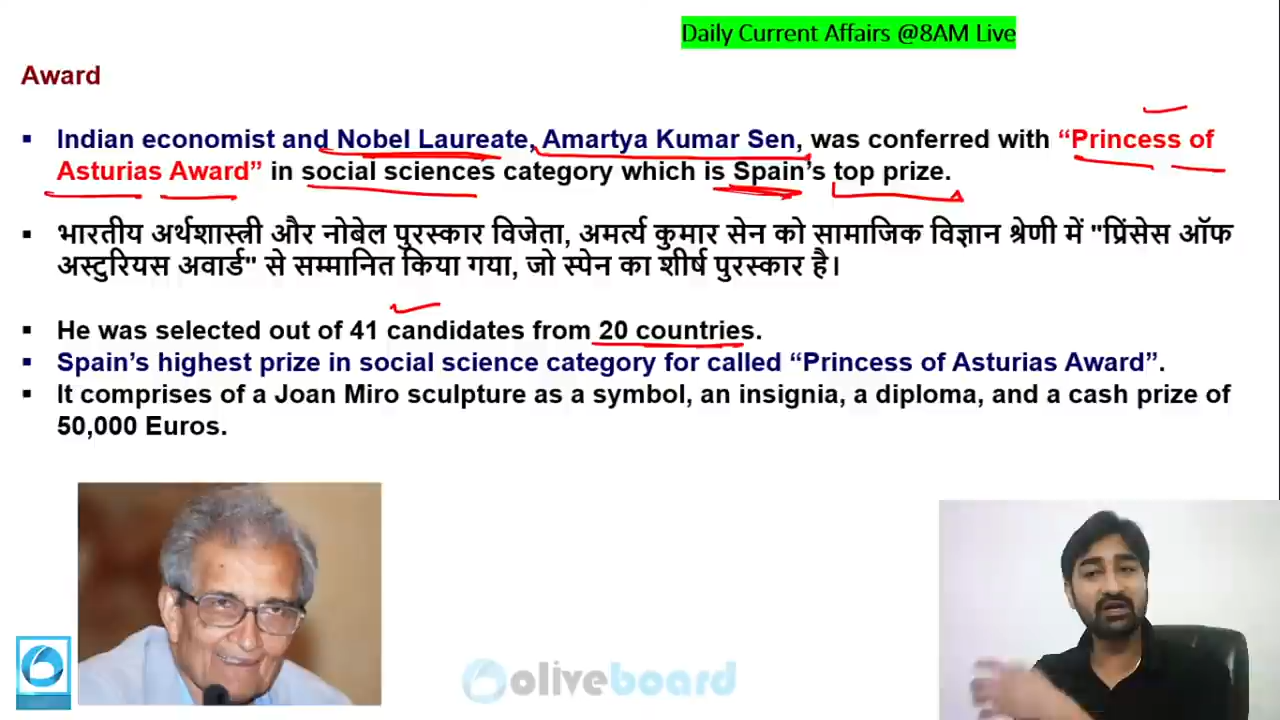 Daily Current Affairs @8AM Live
Award
▪ Indian economist and Nobel Laureate, Amartya Kumar Sen, was conferred with “Princess of
Asturias Award” in social sciences category which is Spain’s top prize.
▪ भारतीय अर्थशास्त्री और नोबेल पुरस्कार विजेता, अमर्त्य कुमार सेन को सामाजिक विज्ञान श्रेणी में "प्रिंसेस ऑफ
अस्टुरियस अवार्ड" से सम्मानित किया गया, जो स्पेन का शीर्ष पुरस्कार है।
▪ He was selected out of 41 candidates from 20 countries.
▪ Spain’s highest prize in social science category for called “Princess of Asturias Award”.
▪ It comprises of a Joan Miro sculpture as a symbol, an insignia, a diploma, and a cash prize of
50,000 Euros.
oliveboard